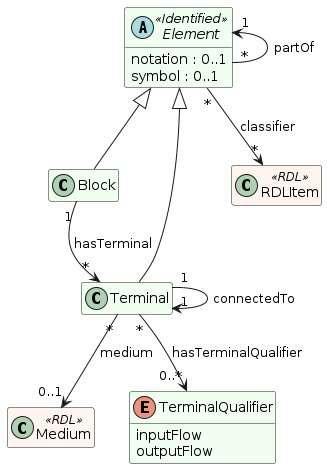 A «Identified»
Element
notation : 0..1
symbol : 0..1
1
*
partOf
*
classifier
*
C «RDL»
RDLItem
C Block
1
hasTerminal
*
C Terminal
1
1
connectedTo
*
medium
0..1
*
hasTerminalQualifier
0..*
C «RDL»
Medium
E TerminalQualifier
inputFlow
outputFlow